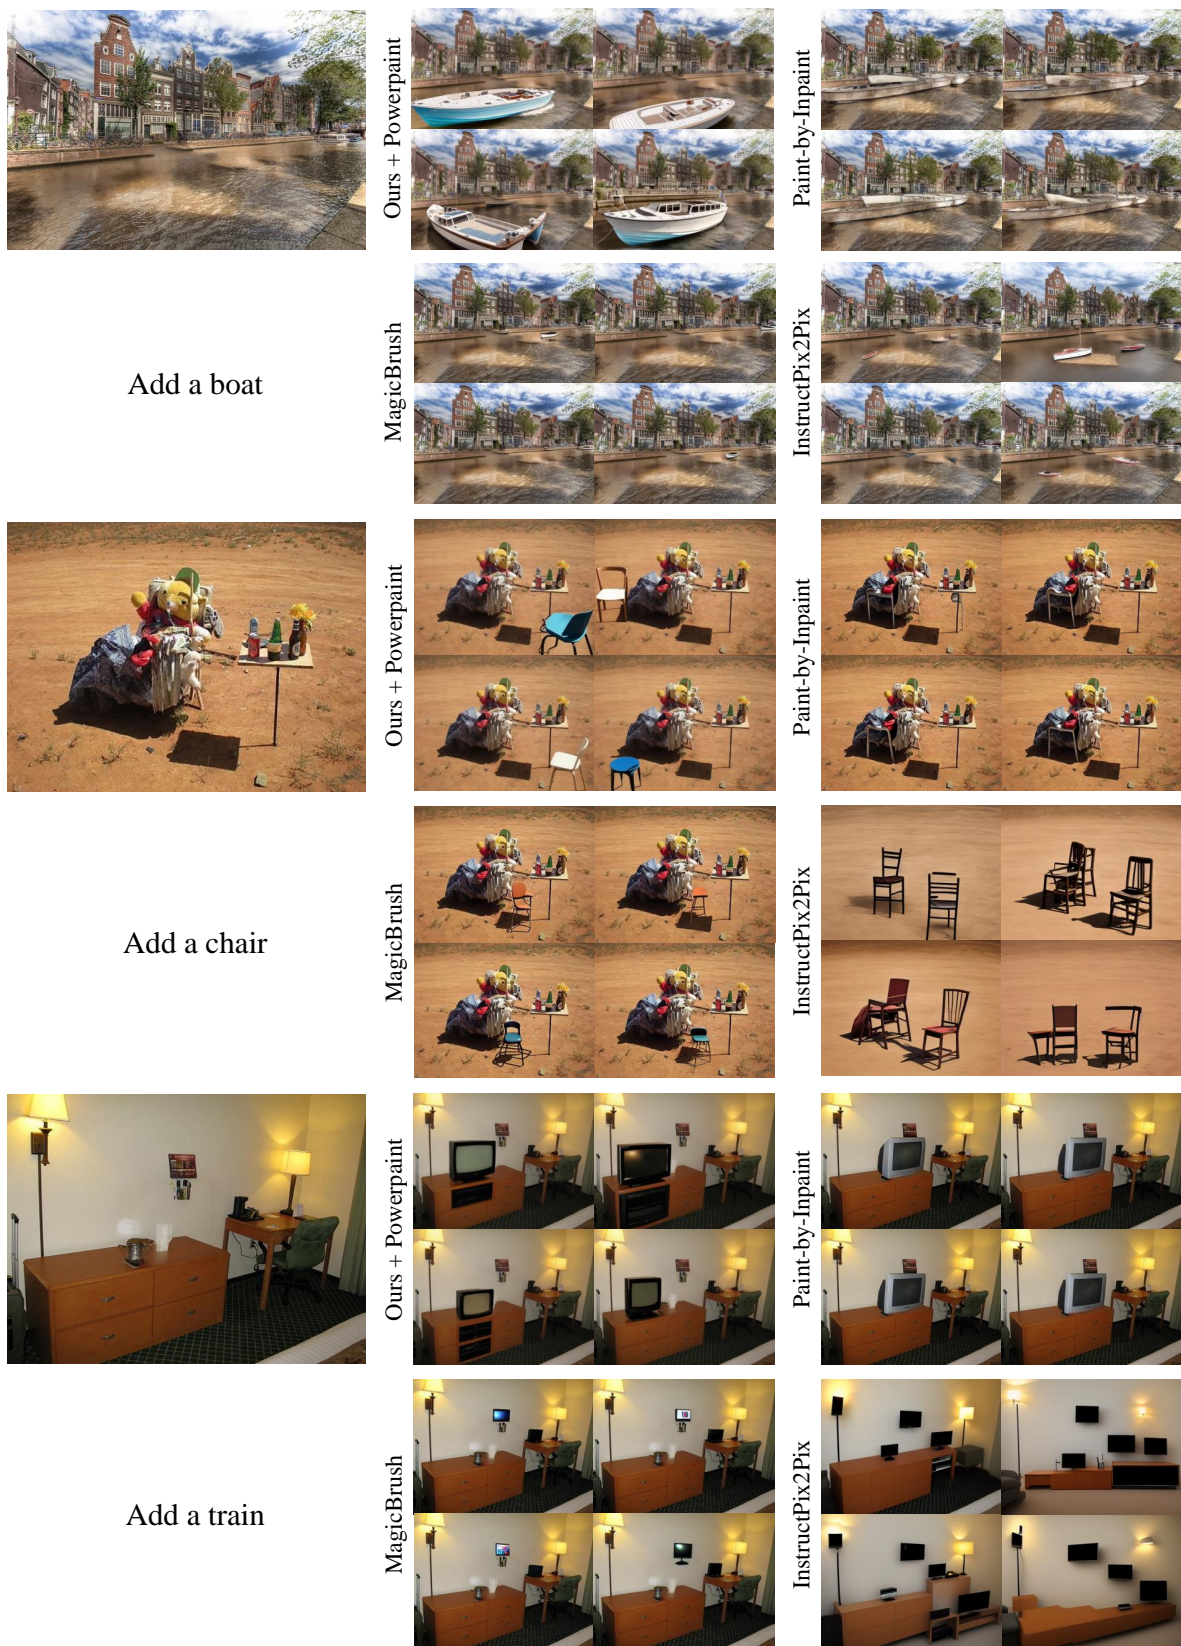 Ours + Powerpaint
Paint-by-Inpaint
Add a boat
MagicBrush
InstructPix2Pix
Ours + Powerpaint
Paint-by-Inpaint
Add a chair
MagicBrush
InstructPix2Pix
Ours + Powerpaint
Paint-by-Inpaint
Add a train
MagicBrush
InstructPix2Pix